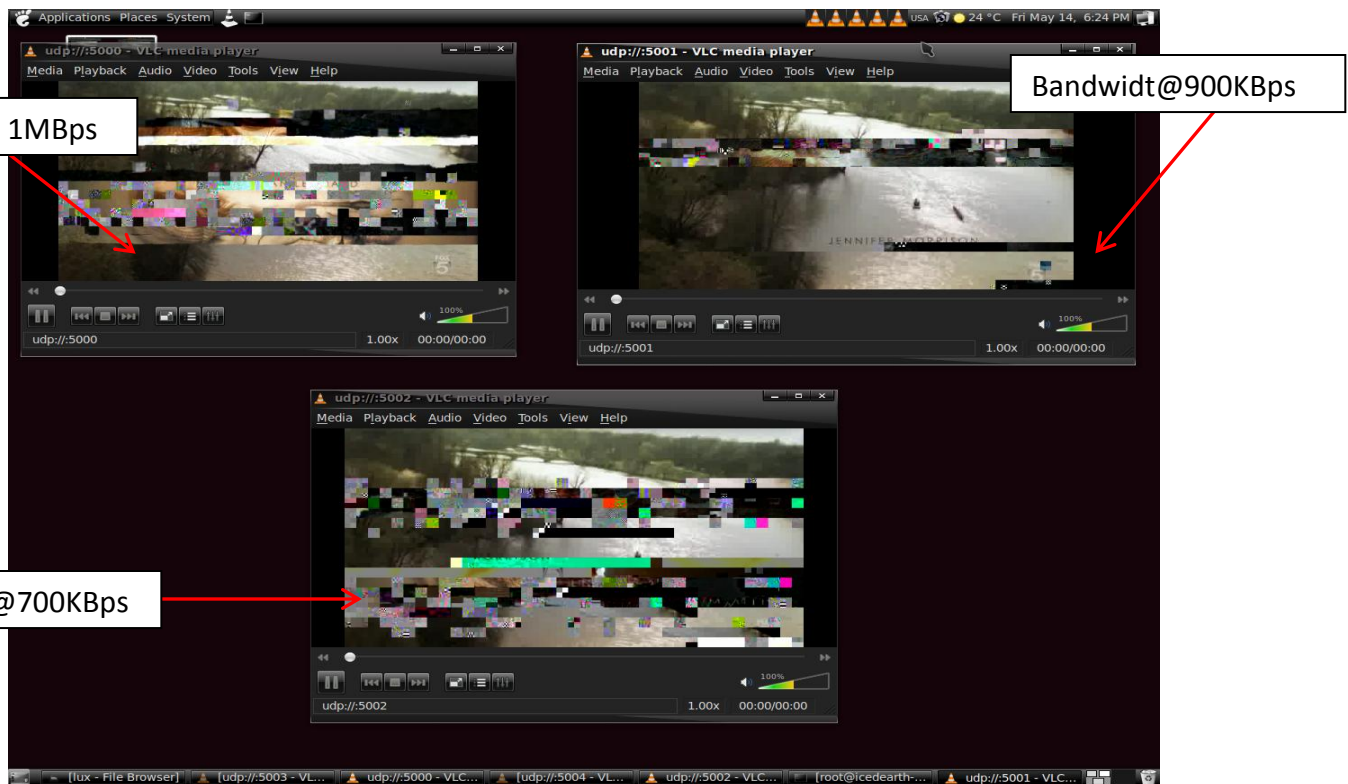 Applications Places System
USA 24 °C Fri May 14, 6:24 PM
udp://:5000 - VLC media player
Media Playback Audio Video Tools View Help
1MBps
5
100%
udp://:5000 1.00x 00:00/00:00
udp://:5001 - VLC media player
Media Playback Audio Video Tools View Help
Bandwidt@900KBps
JENNIFER MORRISON
5
100%
udp://:5001 1.00x 00:00/00:00
udp://:5002 - VLC media player
Media Playback Audio Video Tools View Help
@700KBps
100%
udp://:5002 1.00x 00:00/00:00
[lux - File Browser] [udp://:5003 - VLC... udp://:5000 - VLC... [udp://:5004 - VL... udp://:5002 - VLC... [root@icedearth-... udp://:5001 - VLC...